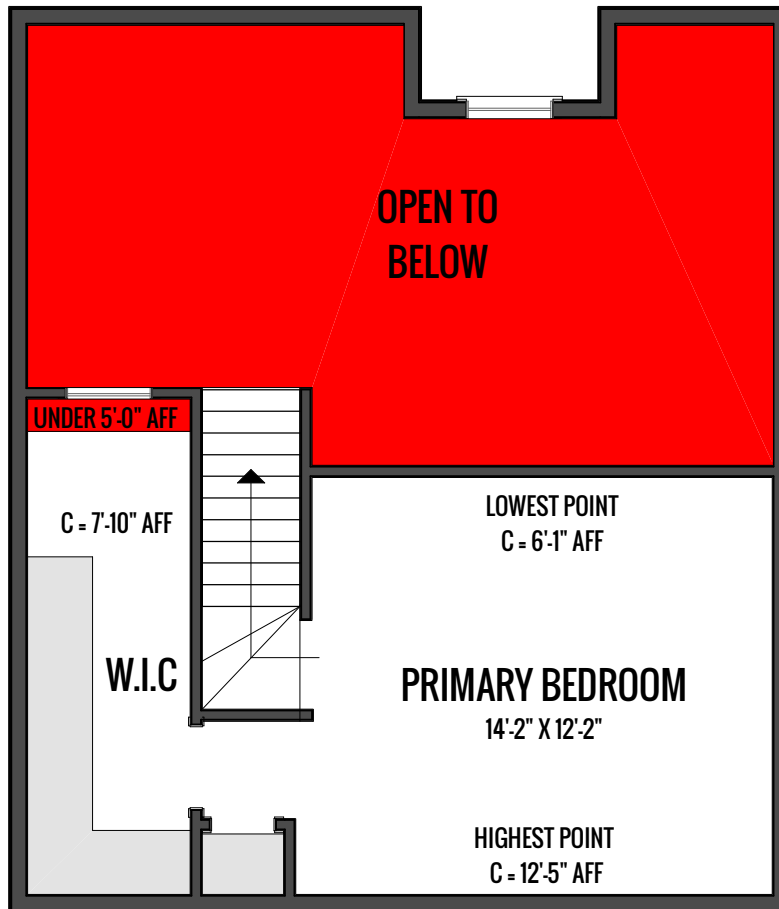 OPEN TO
BELOW
UNDER 5'-0" AFF
C = 7'-10" AFF
LOWEST POINT
C = 6'-1" AFF
W.I.C
PRIMARY BEDROOM
14'-2" X 12'-2"
HIGHEST POINT
C = 12'-5" AFF